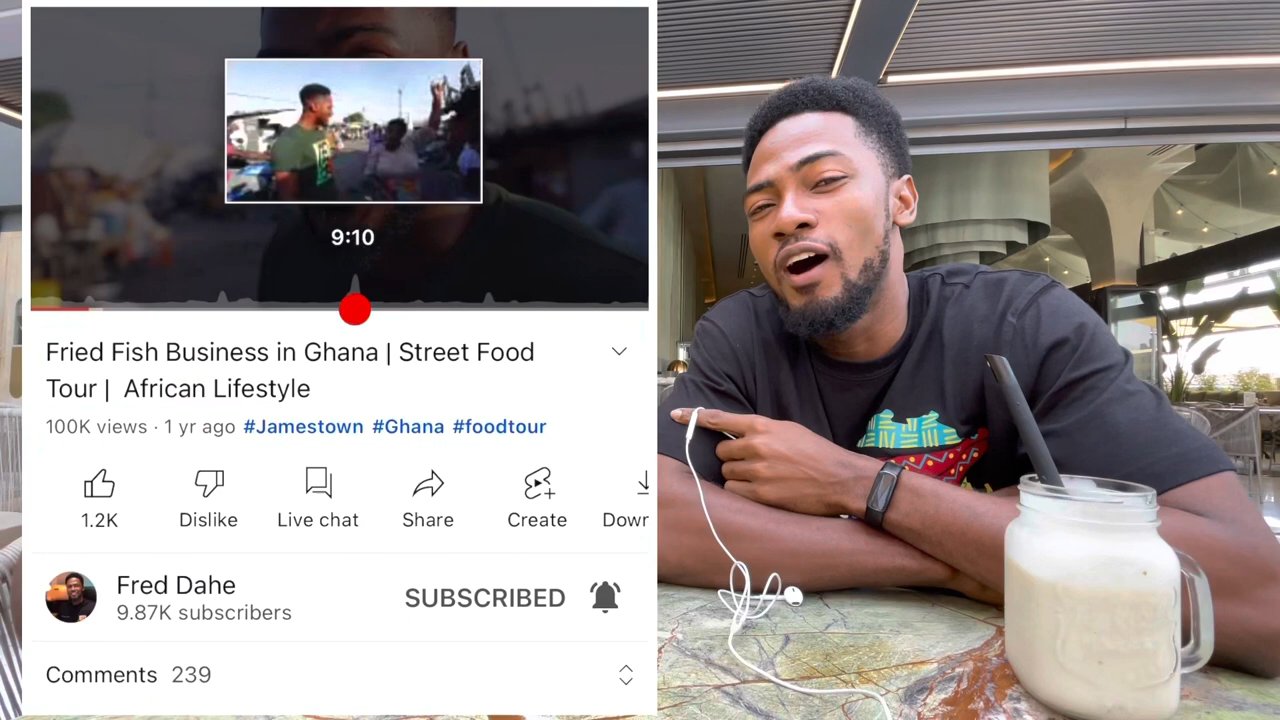 9:10
Fried Fish Business in Ghana | Street Food
Tour | African Lifestyle
100K views · 1 yr ago #Jamestown #Ghana #foodtour
1.2K
Dislike
Live chat
Share
Create
Dowr
Fred Dahe
9.87K subscribers
SUBSCRIBED
Comments 239